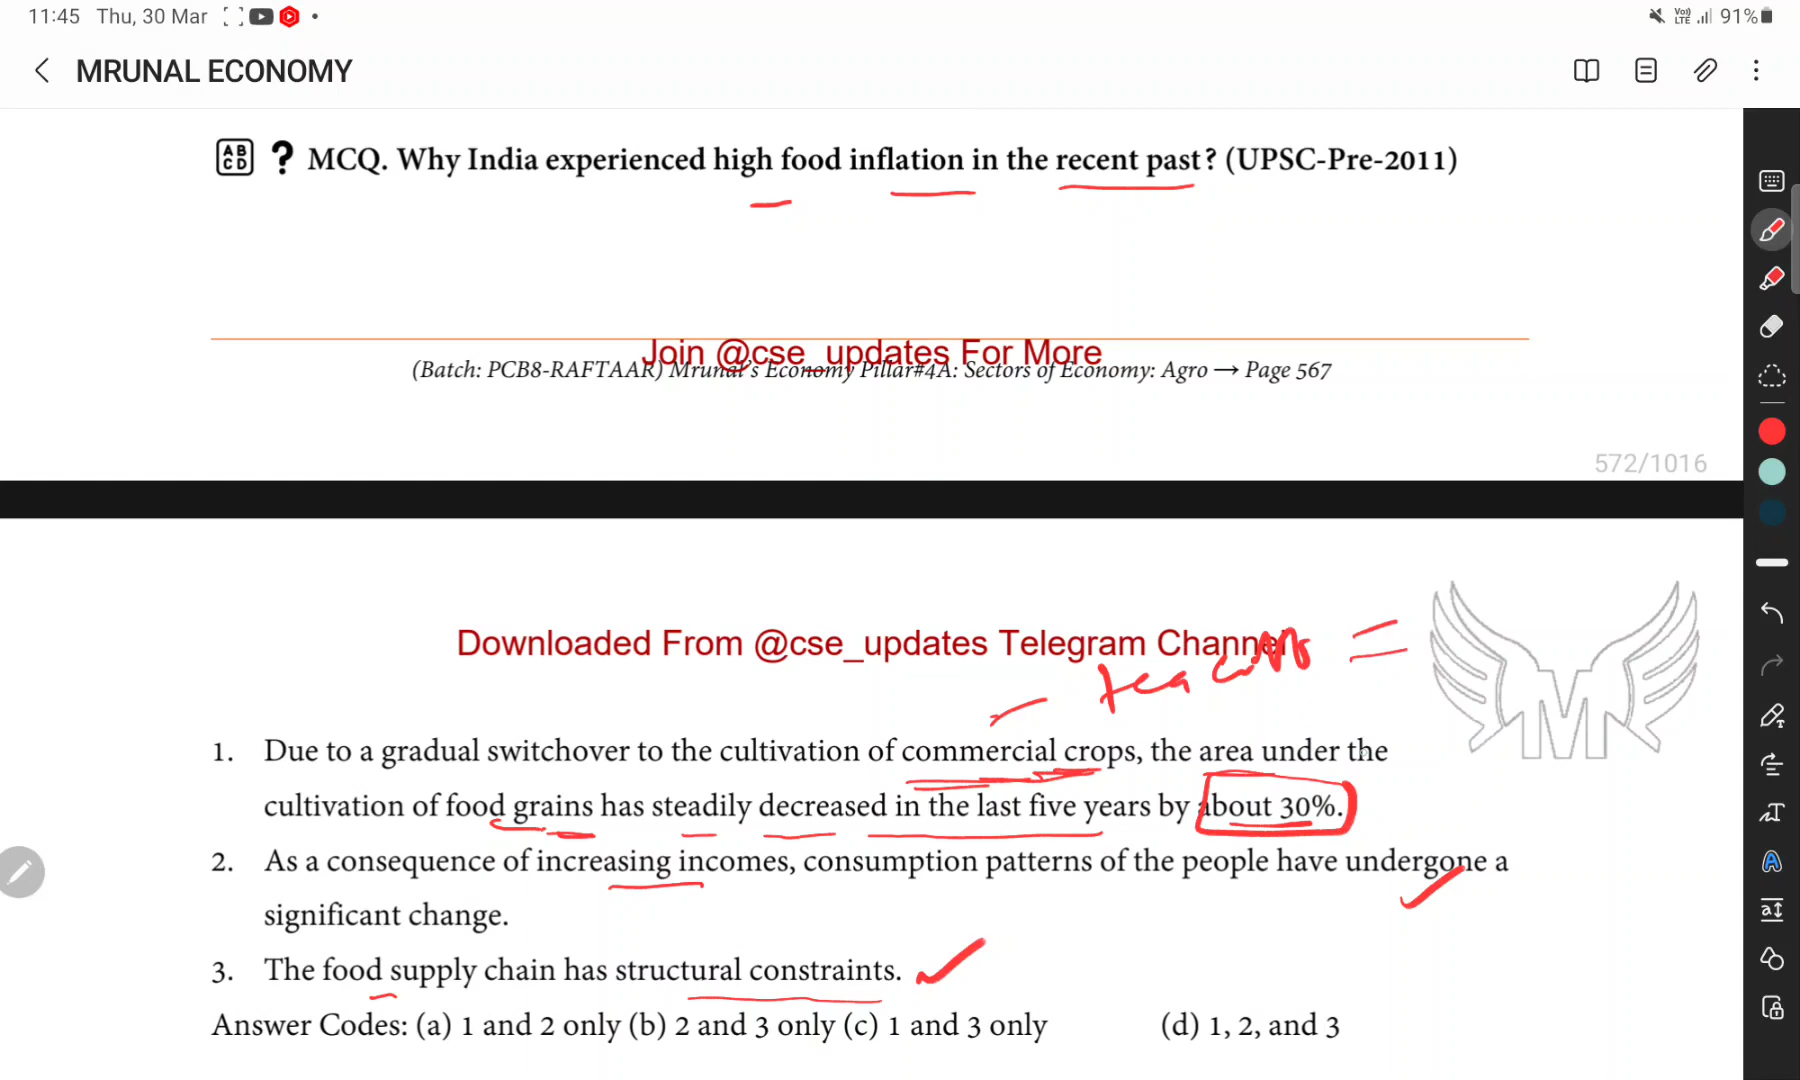 11:45 Thu, 30 Mar
91%
MRUNAL ECONOMY
AB
CD
? MCQ. Why India experienced high food inflation in the recent past? (UPSC-Pre-2011)
Join @cse_updates For More
(Batch: PCB8-RAFTAAR) Mrunal's Economy Pillar#4A: Sectors of Economy: Agro → Page 567
572/1016
Downloaded From @cse_updates Telegram Channel
tea
1. Due to a gradual switchover to the cultivation of commercial crops, the area under the
cultivation of food grains has steadily decreased in the last five years by about 30%.
2. As a consequence of increasing incomes, consumption patterns of the people have undergone a
significant change.
3. The food supply chain has structural constraints.
Answer Codes: (a) 1 and 2 only (b) 2 and 3 only (c) 1 and 3 only (d) 1, 2, and 3